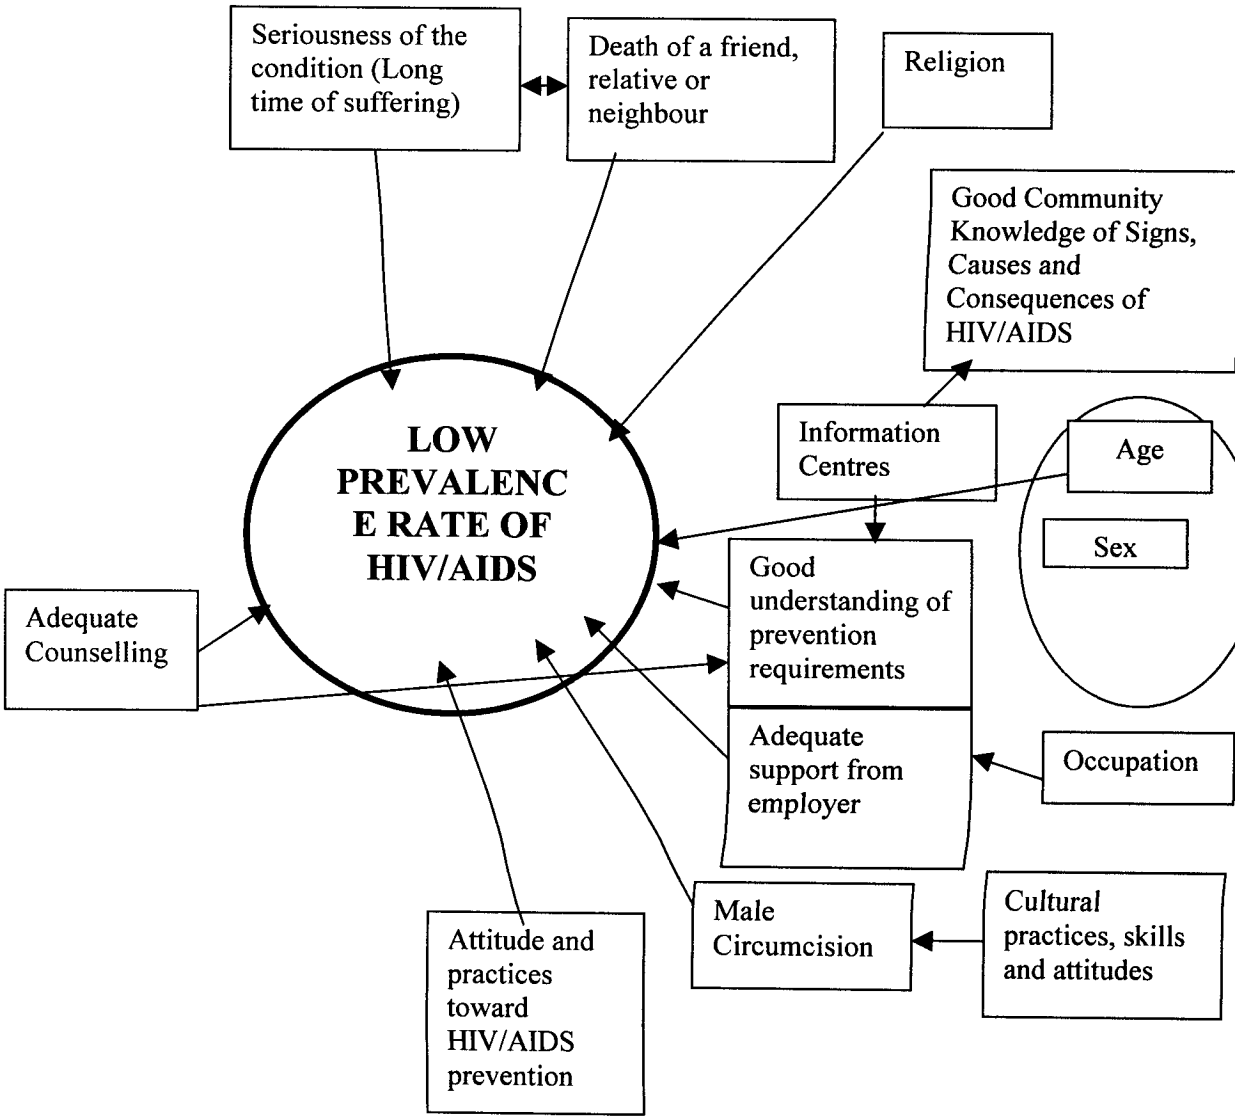 Seriousness of the
condition (Long
time of suffering)
Death of a friend,
relative or
neighbour
Religion
Good Community
Knowledge of Signs,
Causes and
Consequences of
HIV/AIDS
LOW
PREVALENC
E RATE OF
HIV/AIDS
Information
Centres
Age
Sex
Good
understanding of
prevention
requirements
Adequate
Counselling
Adequate
support from
employer
Occupation
Male
Circumcision
Cultural
practices, skills
and attitudes
Attitude and
practices
toward
HIV/AIDS
prevention